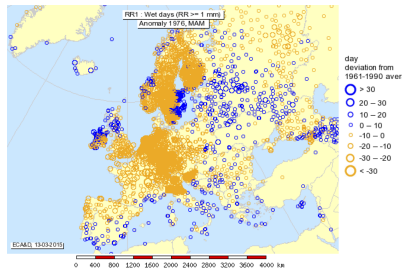 RR1 : Wet days (RR >= 1 mm)
Anomaly 1976, MAM
day
deviation from
1961-1990 aver
> 30
20 – 30
10 – 20
0 – 10
-10 – 0
-20 – -10
-30 – -20
< -30
ECA&D, 13-03-2015
0 400 800 1200 1600 2000 2400 2800 3200 3600 4000 km